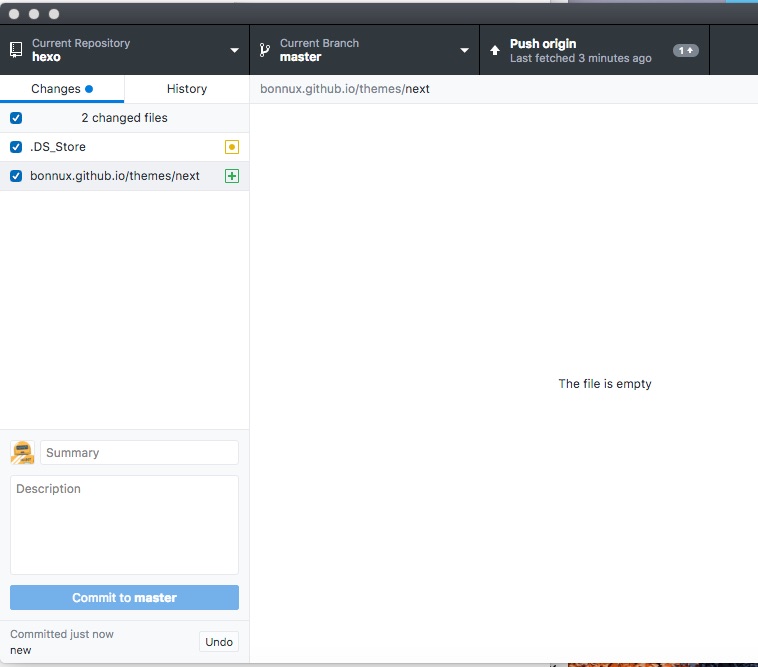 Current Repository
hexo
Current Branch
master
Push origin
Last fetched 3 minutes ago
1
Changes
History
bonnux.github.io/themes/next
2 changed files
.DS_Store
bonnux.github.io/themes/next
The file is empty
Summary
Description
Commit to master
Committed just now
new
Undo